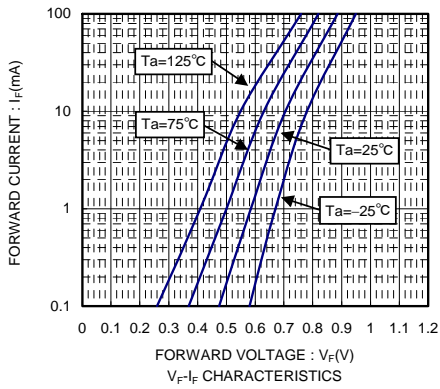 FORWARD CURRENT : IF(mA)
100
10
1
0.1
Ta=125°C
Ta=75°C
Ta=25°C
Ta=−25°C
0 0.1 0.2 0.3 0.4 0.5 0.6 0.7 0.8 0.9 1 1.1 1.2
FORWARD VOLTAGE : VF(V)
VF-IF CHARACTERISTICS